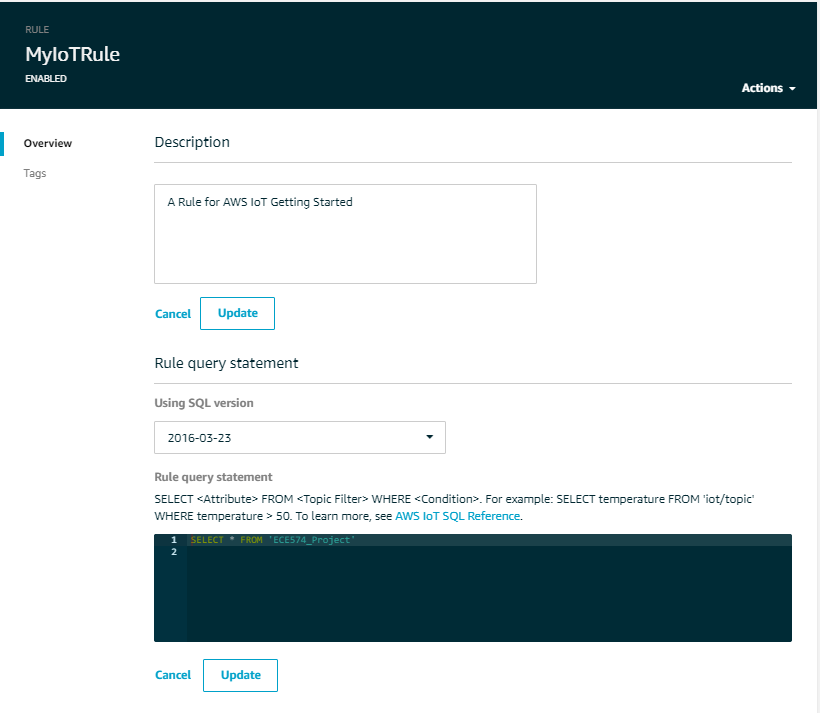 RULE
MyIoTRule
ENABLED
Actions
Overview
Tags
Description
A Rule for AWS IoT Getting Started
Cancel
Update
Rule query statement
Using SQL version
2016-03-23
Rule query statement
SELECT <Attribute> FROM <Topic Filter> WHERE <Condition>. For example: SELECT temperature FROM 'iot/topic'
WHERE temperature > 50. To learn more, see AWS IoT SQL Reference.
1 SELECT * FROM 'ECE574_Project'
2
Cancel
Update